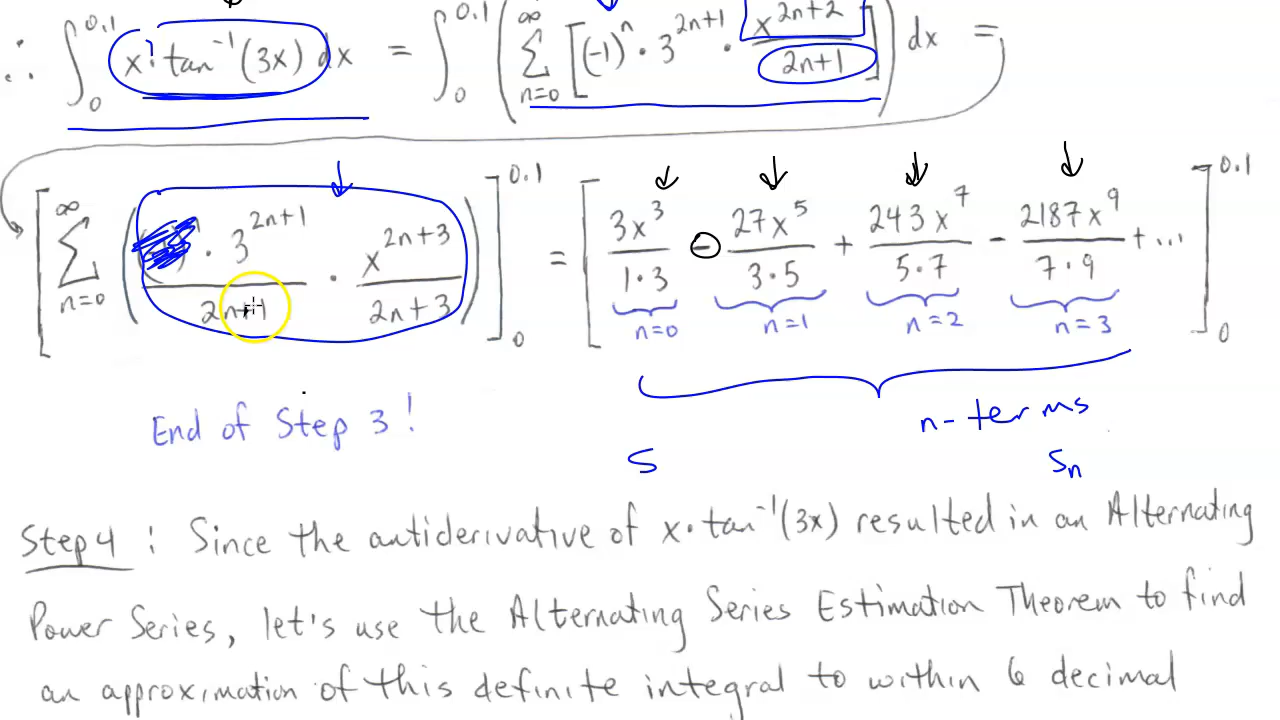 ∴ ∫₀^0.1 x · tan⁻¹(3x) dx = ∫₀^0.1 ( ∞ Σ n=0 [ (-1)ⁿ · 3^(2n+1) · x^(2n+2) / 2n+1 ] ) dx =
[ ∞ Σ n=0 ( · 3^(2n+1) / 2n+1 · x^(2n+3) / 2n+3 ) ]₀^0.1 = [ 3x³ / 1·3 − 27x⁵ / 3·5 + 243x⁷ / 5·7 − 2187x⁹ / 7·9 + ... ]₀^0.1
n=0 n=1 n=2 n=3
End of Step 3!
n-terms
S Sn
Step 4: Since the antiderivative of x·tan⁻¹(3x) resulted in an Alternating
Power Series, let's use the Alternating Series Estimation Theorem to find
an approximation of this definite integral to within 6 decimal